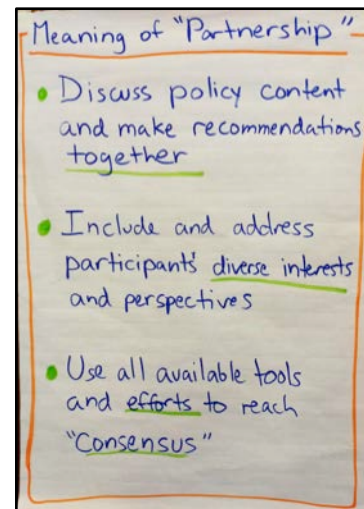 Meaning of "Partnership"
• Discuss policy content
and make recommendations
together
• Include and address
participants' diverse interests
and perspectives
• Use all available tools
and efforts to reach
"Consensus"